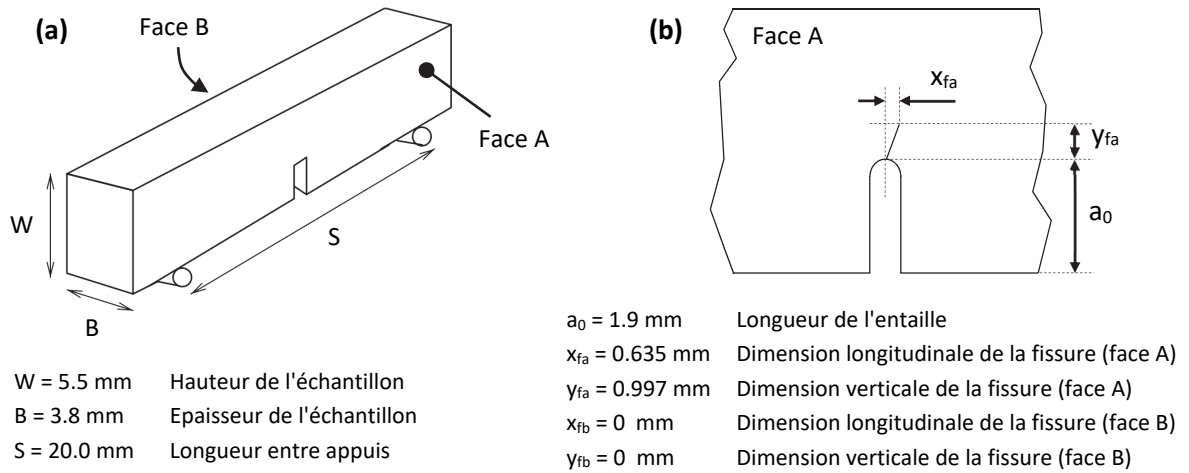 (a)
Face B
Face A
W
B
S
W = 5.5 mm Hauteur de l'échantillon
B = 3.8 mm Epaisseur de l'échantillon
S = 20.0 mm Longueur entre appuis
(b)
Face A
xfa
yfa
a0
a0 = 1.9 mm Longueur de l'entaille
xfa = 0.635 mm Dimension longitudinale de la fissure (face A)
yfa = 0.997 mm Dimension verticale de la fissure (face A)
xfb = 0 mm Dimension longitudinale de la fissure (face B)
yfb = 0 mm Dimension verticale de la fissure (face B)